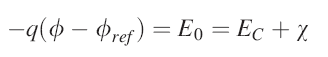 −q(ϕ − ϕ_ref) = E_0 = E_C + χ